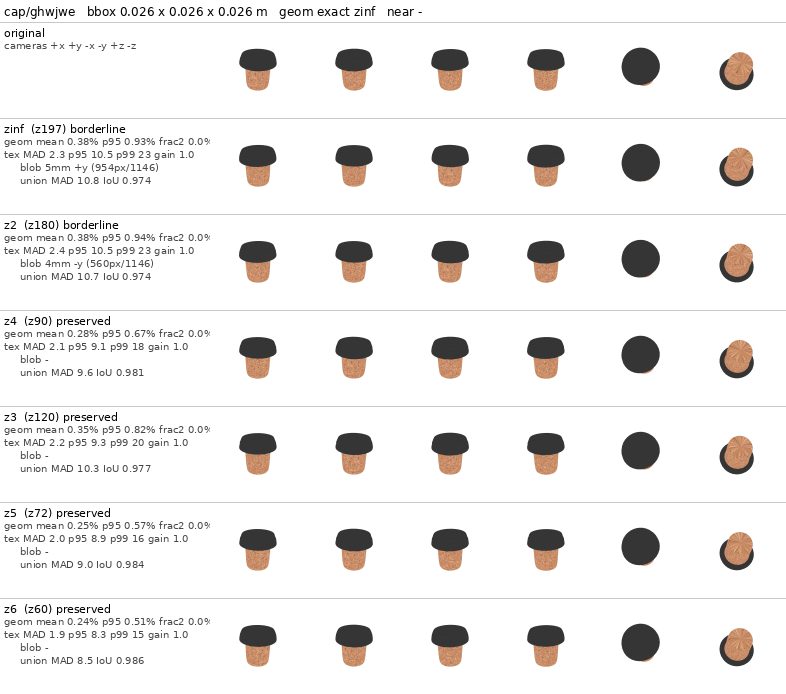 cap/ghwjwe bbox 0.026 x 0.026 x 0.026 m geom exact zinf near -
original
cameras +x +y -x -y +z -z
zinf (z197) borderline
geom mean 0.38% p95 0.93% frac2 0.0%
tex MAD 2.3 p95 10.5 p99 23 gain 1.0
blob 5mm +y (954px/1146)
union MAD 10.8 IoU 0.974
z2 (z180) borderline
geom mean 0.38% p95 0.94% frac2 0.0%
tex MAD 2.4 p95 10.5 p99 23 gain 1.0
blob 4mm -y (560px/1146)
union MAD 10.7 IoU 0.974
z4 (z90) preserved
geom mean 0.28% p95 0.67% frac2 0.0%
tex MAD 2.1 p95 9.1 p99 18 gain 1.0
blob -
union MAD 9.6 IoU 0.981
z3 (z120) preserved
geom mean 0.35% p95 0.82% frac2 0.0%
tex MAD 2.2 p95 9.3 p99 20 gain 1.0
blob -
union MAD 10.3 IoU 0.977
z5 (z72) preserved
geom mean 0.25% p95 0.57% frac2 0.0%
tex MAD 2.0 p95 8.9 p99 16 gain 1.0
blob -
union MAD 9.0 IoU 0.984
z6 (z60) preserved
geom mean 0.24% p95 0.51% frac2 0.0%
tex MAD 1.9 p95 8.3 p99 15 gain 1.0
blob -
union MAD 8.5 IoU 0.986